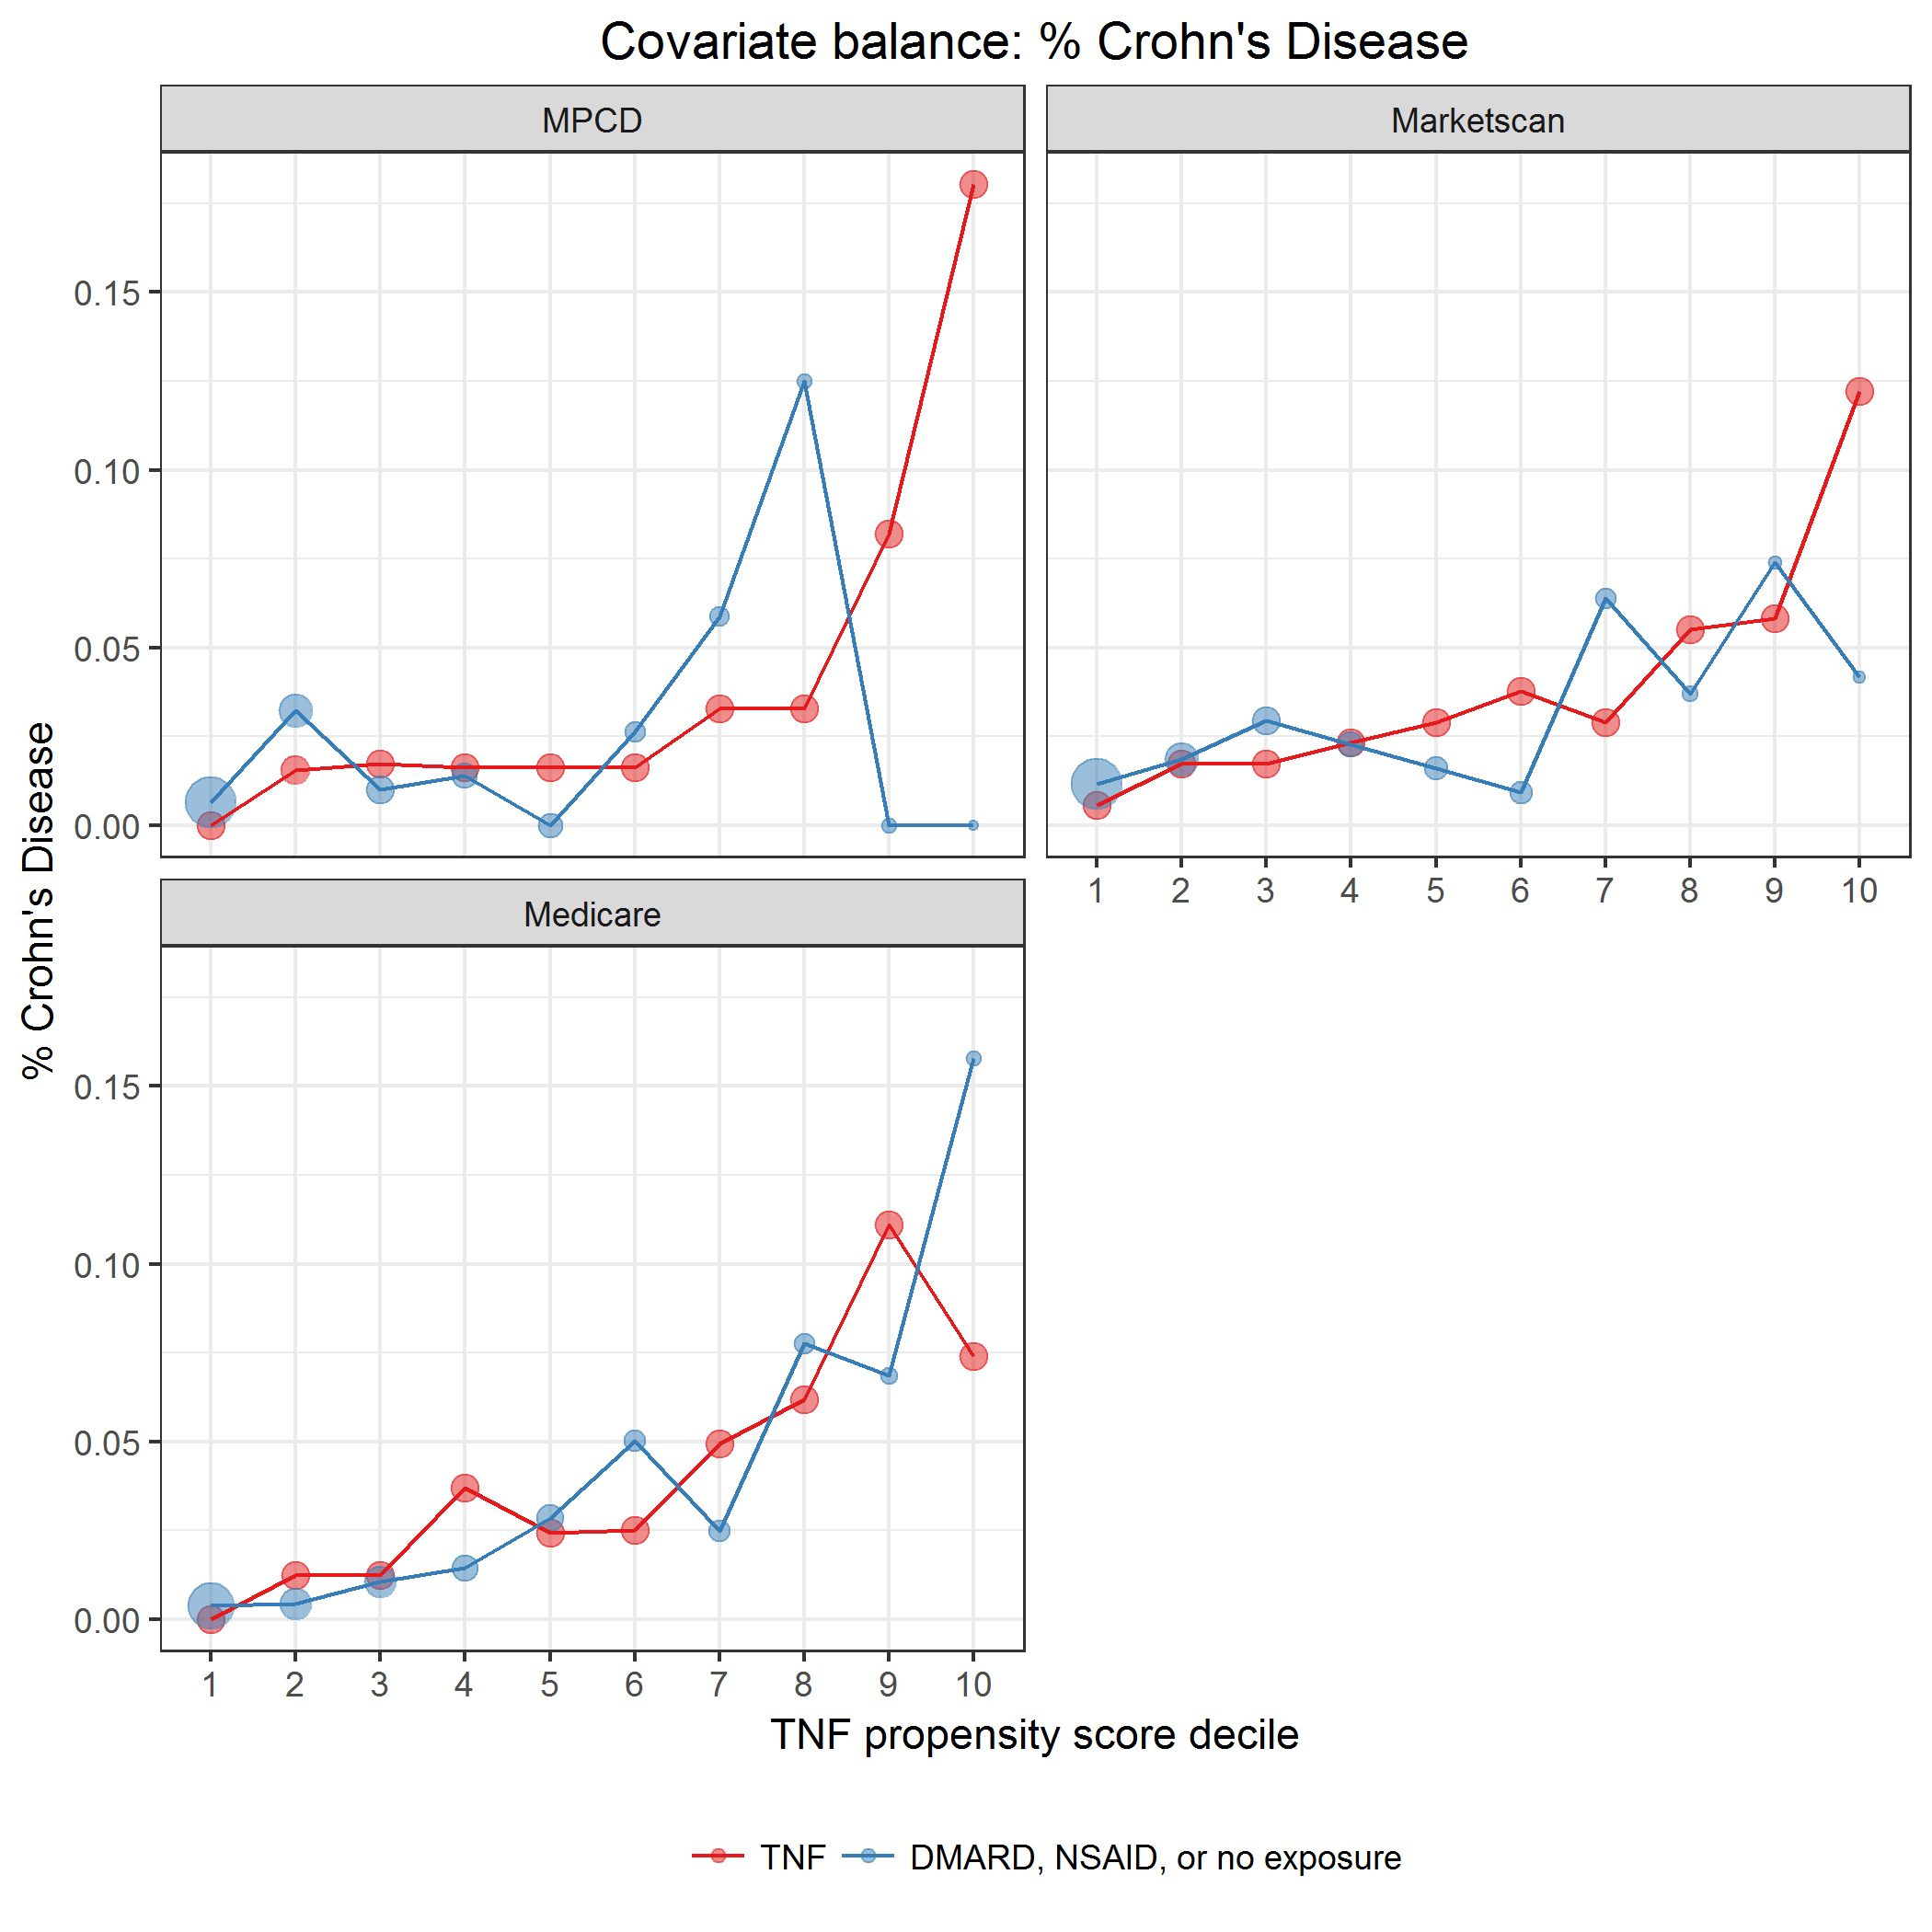 Covariate balance: % Crohn's Disease
MPCD
Marketscan
0.15
0.10
0.05
0.00
1 2 3 4 5 6 7 8 9 10
Medicare
0.15
0.10
0.05
0.00
1 2 3 4 5 6 7 8 9 10
% Crohn's Disease
TNF propensity score decile
TNF
DMARD, NSAID, or no exposure